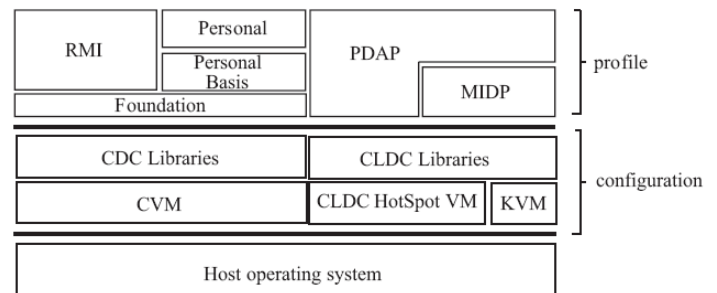 RMI
Personal
Personal
Basis
Foundation
PDAP
MIDP
profile
CDC Libraries
CLDC Libraries
CVM
CLDC HotSpot VM
KVM
configuration
Host operating system